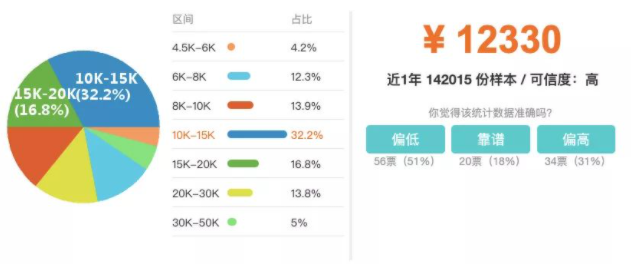 10K-15K
(32.2%)
15K-20K
(16.8%)
区间 占比
4.5K-6K 4.2%
6K-8K 12.3%
8K-10K 13.9%
10K-15K 32.2%
15K-20K 16.8%
20K-30K 13.8%
30K-50K 5%
¥ 12330
近1年 142015 份样本 / 可信度：高
你觉得该统计数据准确吗?
偏低 靠谱 偏高
56票（51%） 20票（18%） 34票（31%）